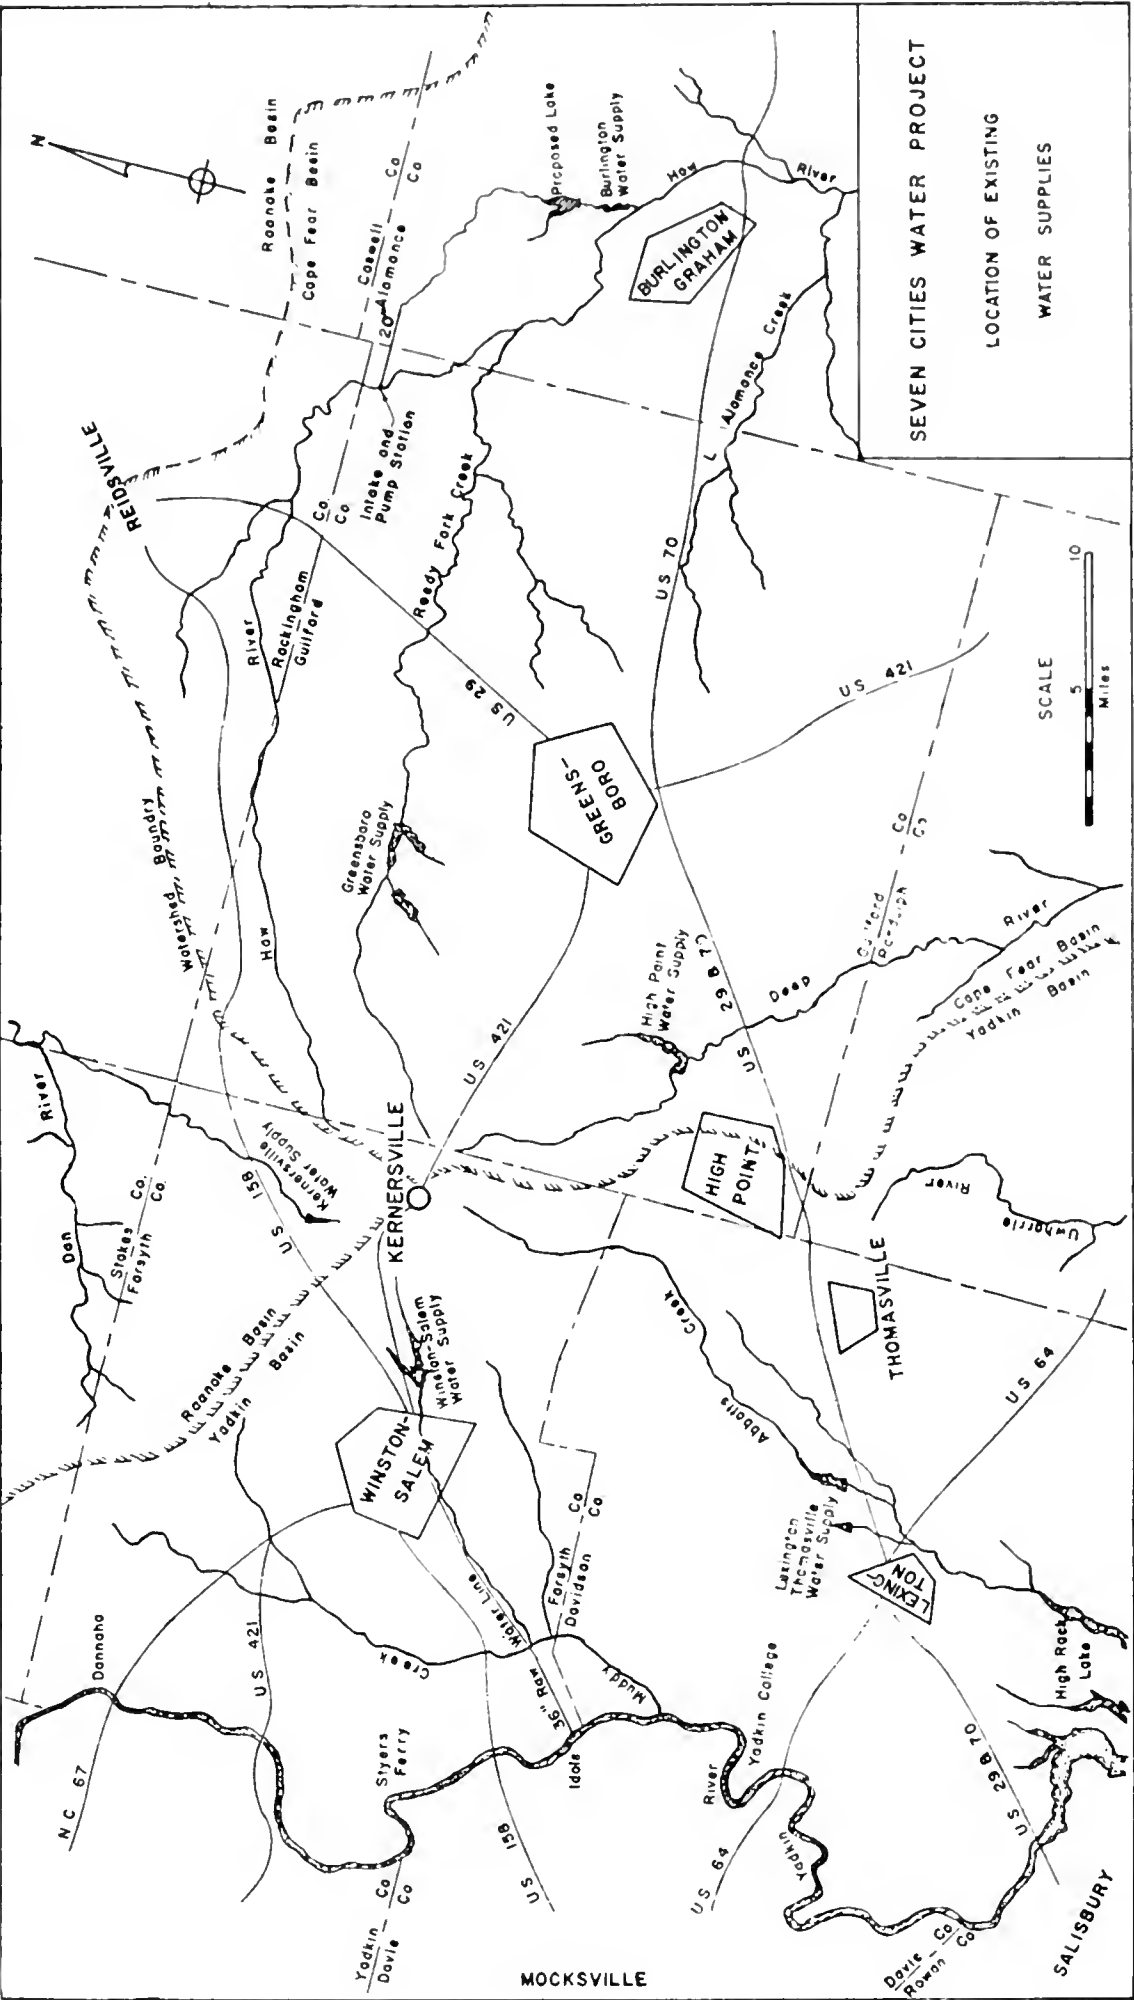 SEVEN CITIES WATER PROJECT
LOCATION OF EXISTING
WATER SUPPLIES
N
Roanoke Basin
Cape Fear Basin
Caswell Co
Alamance Co
20"
Proposed Lake
Burlington
Water Supply
Haw
River
BURLINGTON
GRAHAM
Alamance Creek
L
REIDSVILLE
Intake and
Pump Station
Co.
Co
Rockingham
Guilford
River
Haw
Reedy Fork Creek
US 29
US 70
US 421
GREENS-
BORO
Greensboro
Water Supply
Watershed Boundry
SCALE
5
10
Miles
High Point
Water Supply
US 29 & 70
Deep
River
Guilford Co
Randolph Co
Cape Fear Basin
Yadkin Basin
US 421
Dan
River
Stokes Co.
Forsyth Co.
US 158
Kernersville
Water Supply
KERNERSVILLE
HIGH
POINT
THOMASVILLE
Uwharrie
River
Roanoke Basin
Yadkin Basin
Winston-Salem
Water Supply
WINSTON-
SALEM
Abbotts
Creek
US 64
Lexington
Thomasville
Water Supply
LEXING-
TON
Forsyth Co
Davidson Co.
36" Raw Water Line
Muddy
Creek
Donnaha
NC 67
US 421
Styers
Ferry
Idols
US 158
Yadkin Co
Davie Co
Yadkin College
River
Yadkin
US 64
High Rock
Lake
US 29 & 70
Davie Co
Rowan Co
SALISBURY
MOCKSVILLE